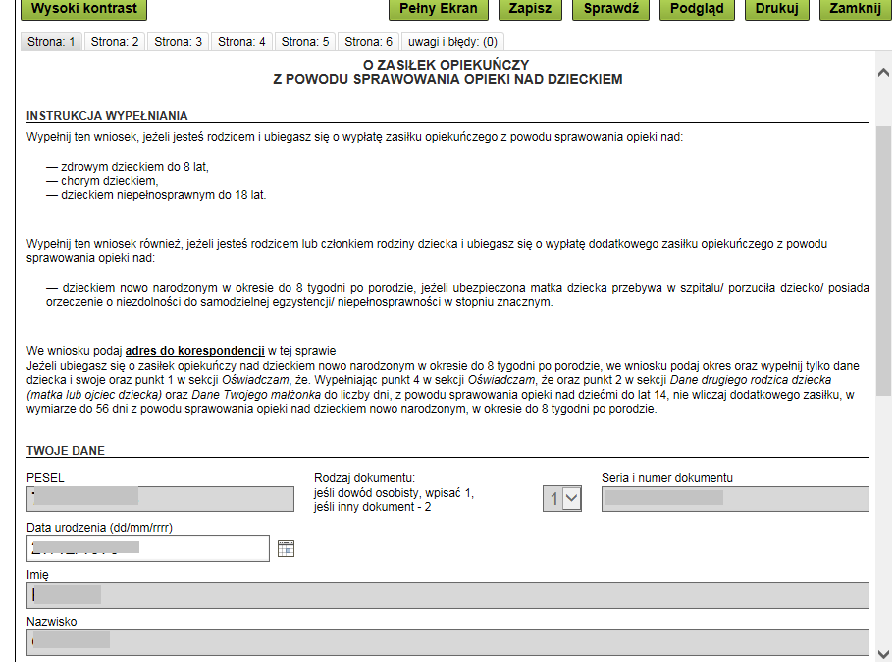 Wysoki kontrast
Pełny Ekran Zapisz Sprawdź Podgląd Drukuj Zamknij
Strona: 1 Strona: 2 Strona: 3 Strona: 4 Strona: 5 Strona: 6 uwagi i błędy: (0)
O ZASIŁEK OPIEKUŃCZY
Z POWODU SPRAWOWANIA OPIEKI NAD DZIECKIEM
INSTRUKCJA WYPEŁNIANIA
Wypełnij ten wniosek, jeżeli jesteś rodzicem i ubiegasz się o wypłatę zasiłku opiekuńczego z powodu sprawowania opieki nad:
— zdrowym dzieckiem do 8 lat,
— chorym dzieckiem,
— dzieckiem niepełnosprawnym do 18 lat.
Wypełnij ten wniosek również, jeżeli jesteś rodzicem lub członkiem rodziny dziecka i ubiegasz się o wypłatę dodatkowego zasiłku opiekuńczego z powodu
sprawowania opieki nad:
— dzieckiem nowo narodzonym w okresie do 8 tygodni po porodzie, jeżeli ubezpieczona matka dziecka przebywa w szpitalu/ porzuciła dziecko/ posiada
orzeczenie o niezdolności do samodzielnej egzystencji/ niepełnosprawności w stopniu znacznym.
We wniosku podaj adres do korespondencji w tej sprawie
Jeżeli ubiegasz się o zasiłek opiekuńczy nad dzieckiem nowo narodzonym w okresie do 8 tygodni po porodzie, we wniosku podaj okres oraz wypełnij tylko dane
dziecka i swoje oraz punkt 1 w sekcji Oświadczam, że. Wypełniając punkt 4 w sekcji Oświadczam, że oraz punkt 2 w sekcji Dane drugiego rodzica dziecka
(matka lub ojciec dziecka) oraz Dane Twojego małżonka do liczby dni, z powodu sprawowania opieki nad dziećmi do lat 14, nie wliczaj dodatkowego zasiłku, w
wymiarze do 56 dni z powodu sprawowania opieki nad dzieckiem nowo narodzonym, w okresie do 8 tygodni po porodzie.
TWOJE DANE
PESEL Rodzaj dokumentu: Seria i numer dokumentu
jeśli dowód osobisty, wpisać 1, 1
jeśli inny dokument - 2
Data urodzenia (dd/mm/rrrr)
Imię
Nazwisko